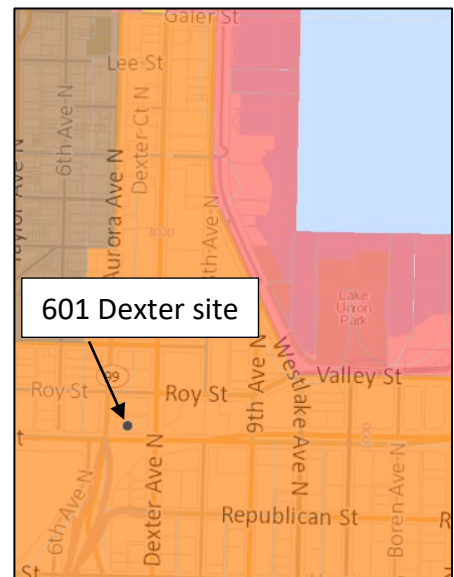 Galer St
Lee St
6th Ave N
Taylor Ave N
Aurora Ave N
Dexter Ct N
1000
8th Ave N
601 Dexter site
Lake
Union
Park
99
Roy St
Roy St
Valley St
9th Ave N
Westlake Ave N
1000
t
Dexter Ave N
6th Ave N
Republican St
R
Boren Ave N
St